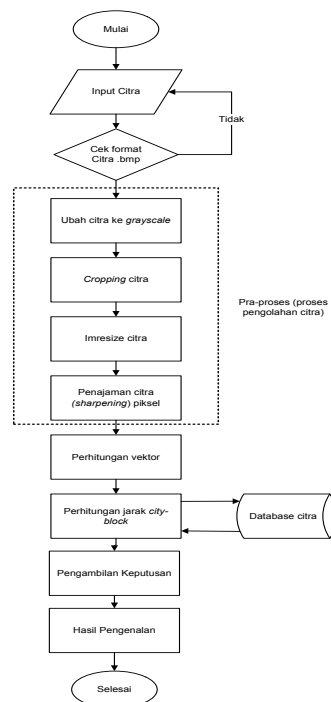 Mulai
Input Citra
Tidak
Cek format
Citra .bmp
Ubah citra ke grayscale
Cropping citra
Pra-proses (proses
pengolahan citra)
Imresize citra
Penajaman citra
(sharpening) piksel
Perhitungan vektor
Perhitungan jarak city-
block
Database citra
Pengambilan Keputusan
Hasil Pengenalan
Selesai